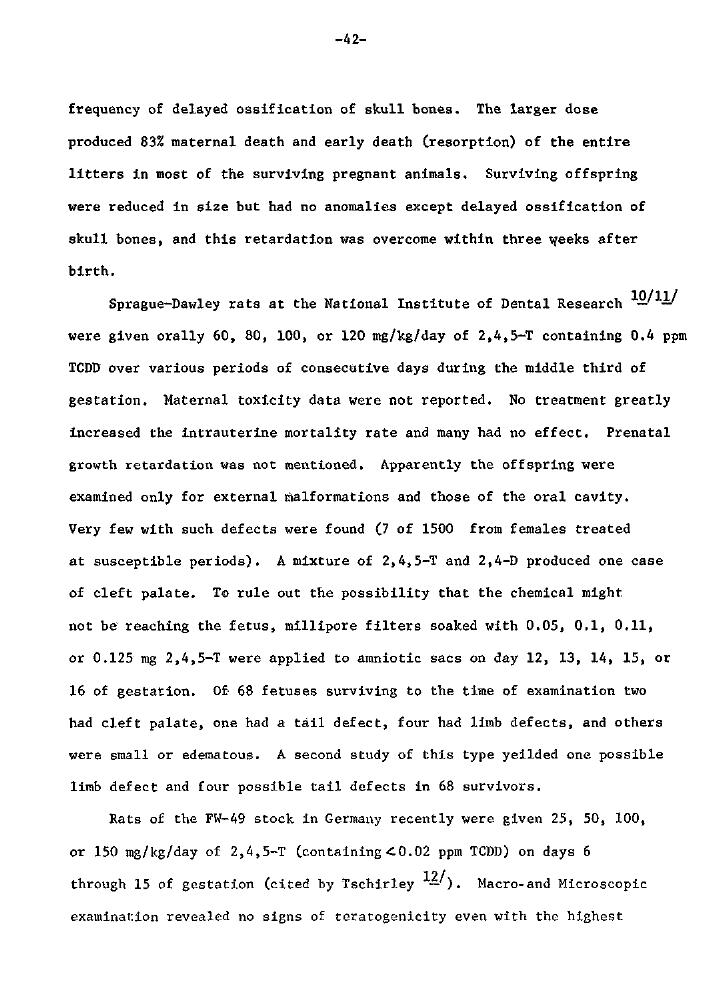 -42-
frequency of delayed ossification of skull bones. The larger dose
produced 83% maternal death and early death (resorption) of the entire
litters in most of the surviving pregnant animals. Surviving offspring
were reduced in size but had no anomalies except delayed ossification of
skull bones, and this retardation was overcome within three weeks after
birth.
Sprague-Dawley rats at the National Institute of Dental Research 10/11/
were given orally 60, 80, 100, or 120 mg/kg/day of 2,4,5-T containing 0.4 ppm
TCDD over various periods of consecutive days during the middle third of
gestation. Maternal toxicity data were not reported. No treatment greatly
increased the intrauterine mortality rate and many had no effect. Prenatal
growth retardation was not mentioned. Apparently the offspring were
examined only for external malformations and those of the oral cavity.
Very few with such defects were found (7 of 1500 from females treated
at susceptible periods). A mixture of 2,4,5-T and 2,4-D produced one case
of cleft palate. To rule out the possibility that the chemical might
not be reaching the fetus, millipore filters soaked with 0.05, 0.1, 0.11,
or 0.125 mg 2,4,5-T were applied to amniotic sacs on day 12, 13, 14, 15, or
16 of gestation. Of 68 fetuses surviving to the time of examination two
had cleft palate, one had a tail defect, four had limb defects, and others
were small or edematous. A second study of this type yeilded one possible
limb defect and four possible tail defects in 68 survivors.
Rats of the FW-49 stock in Germany recently were given 25, 50, 100,
or 150 mg/kg/day of 2,4,5-T (containing <0.02 ppm TCDD) on days 6
through 15 of gestation (cited by Tschirley 12/). Macro-and Microscopic
examination revealed no signs of teratogenicity even with the highest